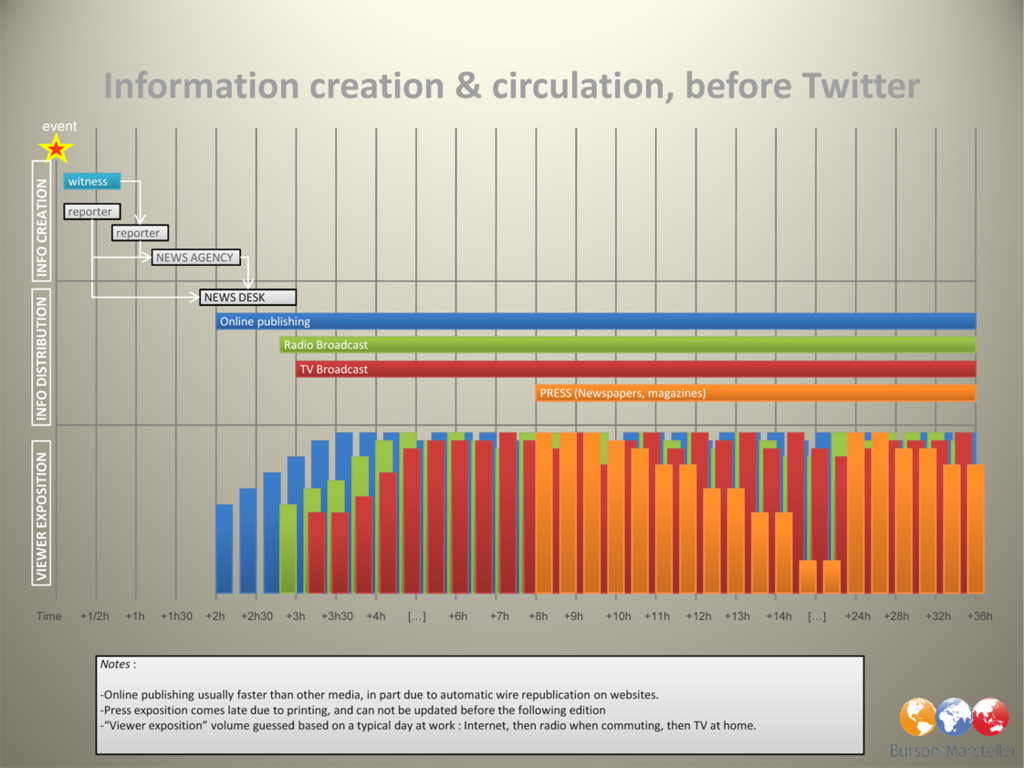 Information creation & circulation, before Twitter
event
INFO CREATION
witness
reporter
reporter
NEWS AGENCY
INFO DISTRIBUTION
NEWS DESK
Online publishing
Radio Broadcast
TV Broadcast
PRESS (Newspapers, magazines)
VIEWER EXPOSITION
Time +1/2h +1h +1h30 +2h +2h30 +3h +3h30 +4h [...] +6h +7h +8h +9h +10h +11h +12h +13h +14h [...] +24h +28h +32h +36h
Notes :
-Online publishing usually faster than other media, in part due to automatic wire republication on websites.
-Press exposition comes late due to printing, and can not be updated before the following edition
-“Viewer exposition” volume guessed based on a typical day at work : Internet, then radio when commuting, then TV at home.
Burson-Marsteller